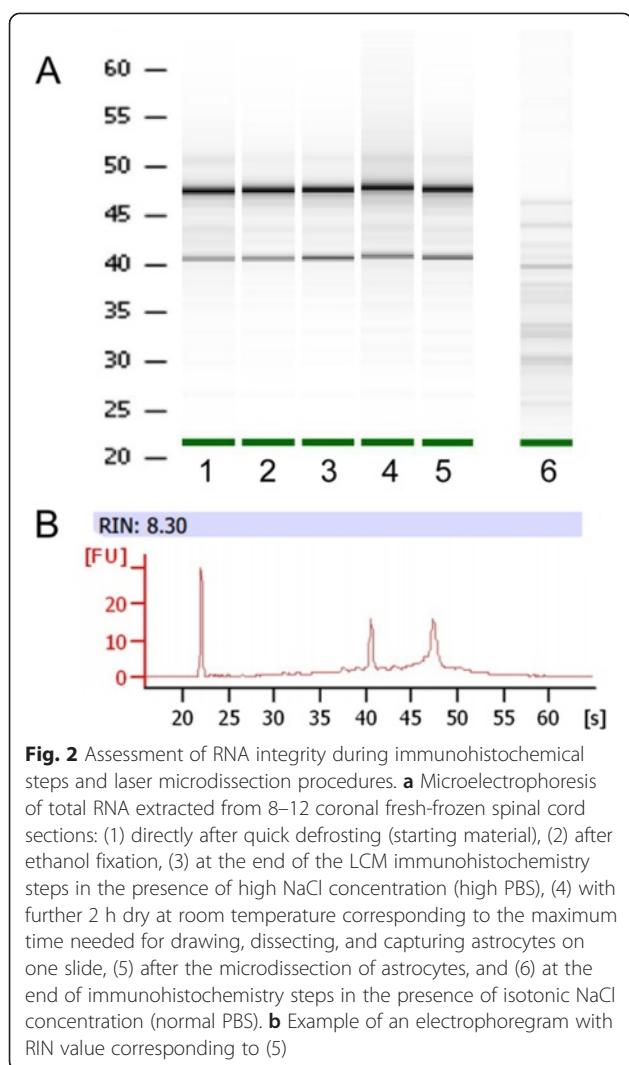 A
60
55
50
45
40
35
30
25
20
1 2 3 4 5 6
B
RIN: 8.30
[FU]
20
10
0
20 25 30 35 40 45 50 55 60 [s]
Fig. 2 Assessment of RNA integrity during immunohistochemical
steps and laser microdissection procedures. a Microelectrophoresis
of total RNA extracted from 8–12 coronal fresh-frozen spinal cord
sections: (1) directly after quick defrosting (starting material), (2) after
ethanol fixation, (3) at the end of the LCM immunohistochemistry
steps in the presence of high NaCl concentration (high PBS), (4) with
further 2 h dry at room temperature corresponding to the maximum
time needed for drawing, dissecting, and capturing astrocytes on
one slide, (5) after the microdissection of astrocytes, and (6) at the
end of immunohistochemistry steps in the presence of isotonic NaCl
concentration (normal PBS). b Example of an electrophoregram with
RIN value corresponding to (5)